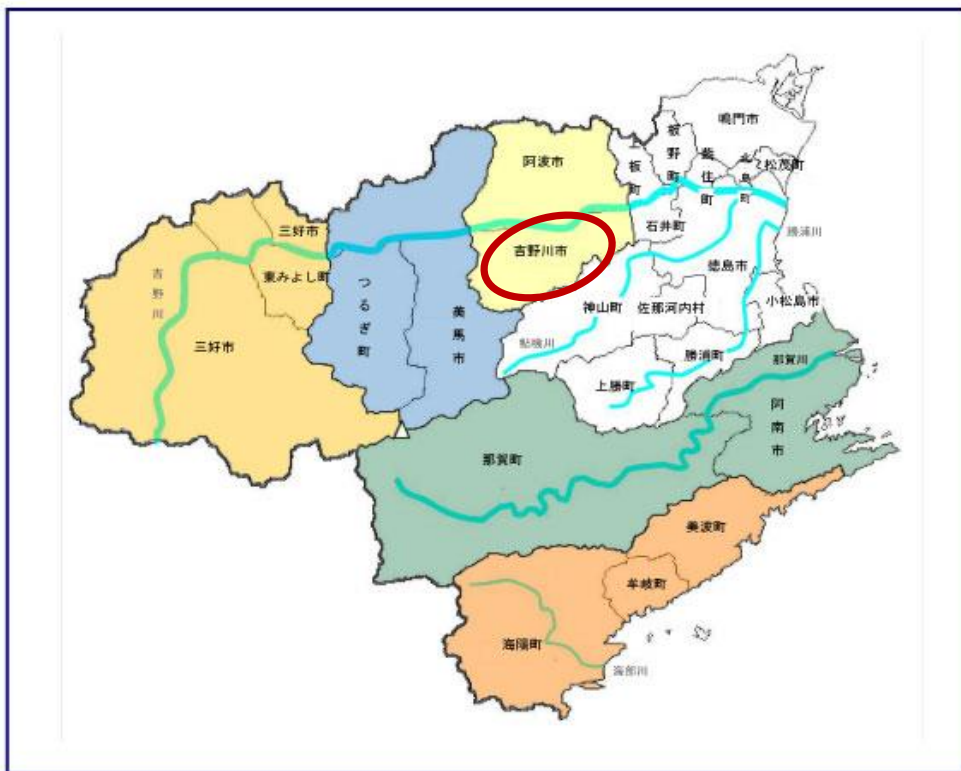 鳴門市
板野町
上板町
藍住町
北島町
松茂町
阿波市
石井町
勝浦川
吉野川市
徳島市
三好市
東みよし町
吉野川
つるぎ町
美馬市
神山町
佐那河内村
小松島市
三好市
鮎喰川
勝浦町
那賀川
上勝町
阿南市
那賀町
美波町
牟岐町
海陽町
海部川